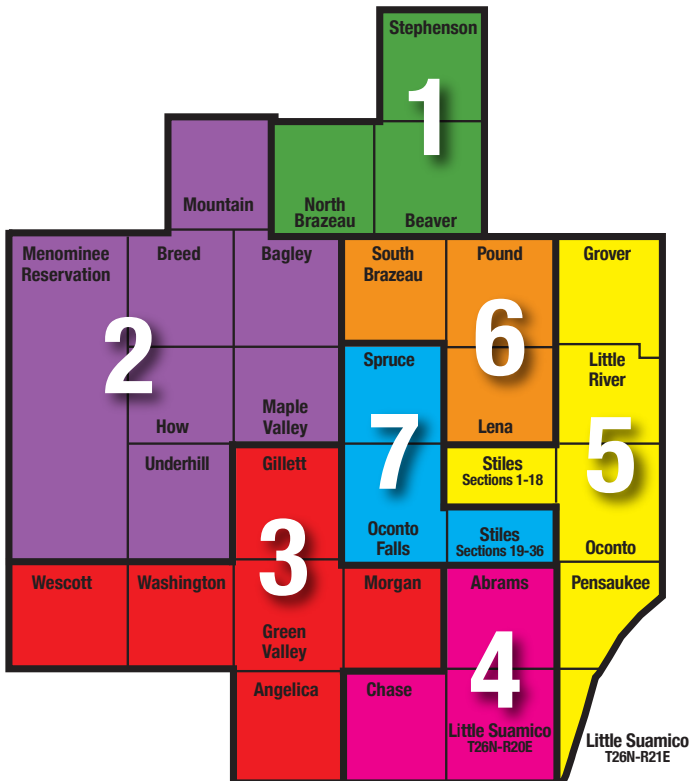 Stephenson
1
Mountain
North
Brazeau
Beaver
Menominee
Reservation
Breed
Bagley
South
Brazeau
Pound
Grover
2
6
Spruce
Little
River
How
Maple
Valley
7
Lena
5
Underhill
Gillett
Stiles
Sections 1-18
3
Oconto
Falls
Stiles
Sections 19-36
Oconto
Wescott
Washington
Green
Valley
Morgan
Abrams
Pensaukee
4
Angelica
Chase
Little Suamico
T26N-R20E
Little Suamico
T26N-R21E